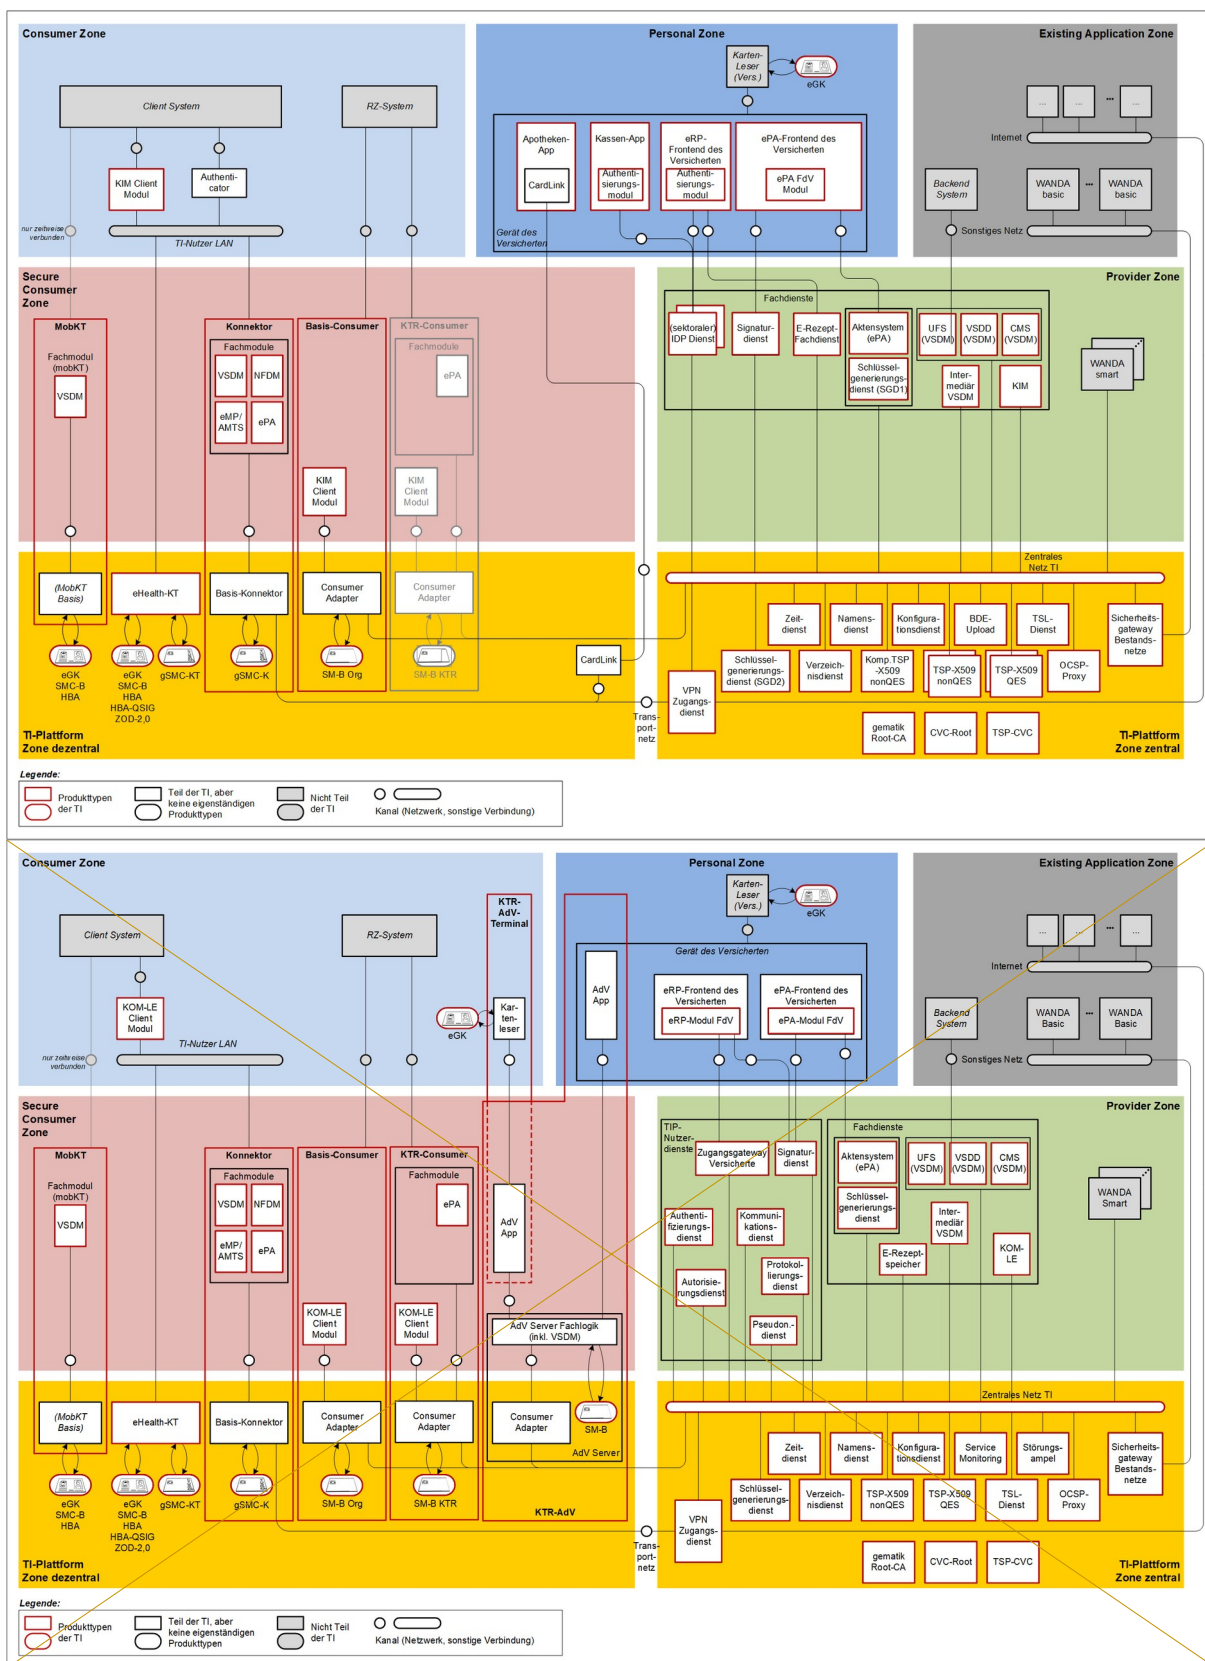 Consumer Zone
Personal Zone
Existing Application Zone
Client System
RZ-System
Karten-
Leser
(Vers.)
eGK
...
...
...
...
Internet
Apotheken-
App
CardLink
Kassen-App
Authenti-
sierungs-
modul
eRP-
Frontend des
Versicherten
Authenti-
sierungs-
modul
ePA-Frontend des
Versicherten
ePA FdV
Modul
Gerät des
Versicherten
KIM Client
Modul
Authenti-
cator
nur zeitweise
verbunden
TI-Nutzer LAN
Backend
System
WANDA
basic
...
WANDA
basic
Sonstiges Netz
Secure
Consumer
Zone
Provider Zone
MobKT
Fachmodul
(mobKT)
VSDM
Konnektor
Fachmodule
VSDM
NFDM
eMP/
AMTS
ePA
Basis-Consumer
KIM
Client
Modul
KTR-Consumer
Fachmodule
ePA
KIM
Client
Modul
Fachdienste
(sektoraler)
IDP Dienst
Signatur-
dienst
E-Rezept-
Fachdienst
Aktensystem
(ePA)
Schlüssel-
generierungs-
dienst (SGD1)
UFS
(VSDM)
VSDD
(VSDM)
CMS
(VSDM)
Inter-
mediär
VSDM
KIM
WANDA
smart
(MobKT
Basis)
eHealth-KT
Basis-Konnektor
Consumer
Adapter
Consumer
Adapter
eGK
SMC-B
HBA
eGK
SMC-B
HBA
HBA-QSIG
ZOD-2,0
gSMC-KT
gSMC-K
SM-B Org
SM-B KTR
CardLink
Trans-
port-
netz
TI-Plattform
Zone dezentral
Zentrales
Netz TI
Zeit-
dienst
Namens-
dienst
Konfigura-
tionsdienst
BDE-
Upload
TSL-
Dienst
Sicherheits-
gateway
Bestands-
netze
Schlüssel-
generierungs-
dienst (SGD2)
Verzeich-
nisdienst
Komp.TSP
-X509
nonQES
TSP-X509
nonQES
TSP-X509
QES
OCSP-
Proxy
VPN
Zugangs-
dienst
gematik
Root-CA
CVC-Root
TSP-CVC
TI-Plattform
Zone zentral
Legende:
Produkttypen
der TI
Teil der TI, aber
keine eigenständigen
Produkttypen
Nicht Teil
der TI
Kanal (Netzwerk, sonstige Verbindung)
Consumer Zone
Personal Zone
Existing Application Zone
Client System
RZ-System
KTR-
AdV-
Terminal
Karten-
Leser
(Vers.)
eGK
...
...
...
...
Internet
Gerät des Versicherten
AdV
App
eRP-Frontend des
Versicherten
eRP-Modul FdV
ePA-Frontend des
Versicherten
ePA-Modul FdV
KOM-LE
Client
Modul
eGK
Kar-
ten-
leser
nur zeitweise
verbunden
TI-Nutzer LAN
Backend
System
WANDA
Basic
...
WANDA
Basic
Sonstiges Netz
Secure
Consumer
Zone
Provider Zone
MobKT
Fachmodul
(mobKT)
VSDM
Konnektor
Fachmodule
VSDM
NFDM
eMP/
AMTS
ePA
Basis-Consumer
KOM-LE
Client
Modul
KTR-Consumer
Fachmodule
ePA
KOM-LE
Client
Modul
AdV
App
AdV Server Fachlogik
(inkl. VSDM)
TIP-
Nutzer-
dienste
Zugangsgateway
Versicherte
Signatur-
dienst
Authenti-
fizierungs-
dienst
Kommuni-
kations-
dienst
Autorisie-
rungsdienst
Protokol-
lierungs-
dienst
Pseudon.-
dienst
Fachdienste
Aktensystem
(ePA)
Schlüssel-
generierungs-
dienst
UFS
(VSDM)
VSDD
(VSDM)
CMS
(VSDM)
Inter-
mediär
VSDM
E-Rezept-
speicher
KOM-
LE
WANDA
Smart
(MobKT
Basis)
eHealth-KT
Basis-Konnektor
Consumer
Adapter
Consumer
Adapter
Consumer
Adapter
SM-B
AdV Server
eGK
SMC-B
HBA
eGK
SMC-B
HBA
HBA-QSIG
ZOD-2,0
gSMC-KT
gSMC-K
SM-B Org
SM-B KTR
KTR-AdV
Trans-
port-
netz
TI-Plattform
Zone dezentral
Zentrales Netz TI
Zeit-
dienst
Namens-
dienst
Konfigura-
tionsdienst
Service
Monitoring
Störungs-
ampel
Sicherheits-
gateway
Bestands-
netze
Schlüssel-
generierungs-
dienst
Verzeich-
nisdienst
TSP-X509
nonQES
TSP-X509
QES
TSL-
Dienst
OCSP-
Proxy
VPN
Zugangs-
dienst
gematik
Root-CA
CVC-Root
TSP-CVC
TI-Plattform
Zone zentral
Legende:
Produkttypen
der TI
Teil der TI, aber
keine eigenständigen
Produkttypen
Nicht Teil
der TI
Kanal (Netzwerk, sonstige Verbindung)